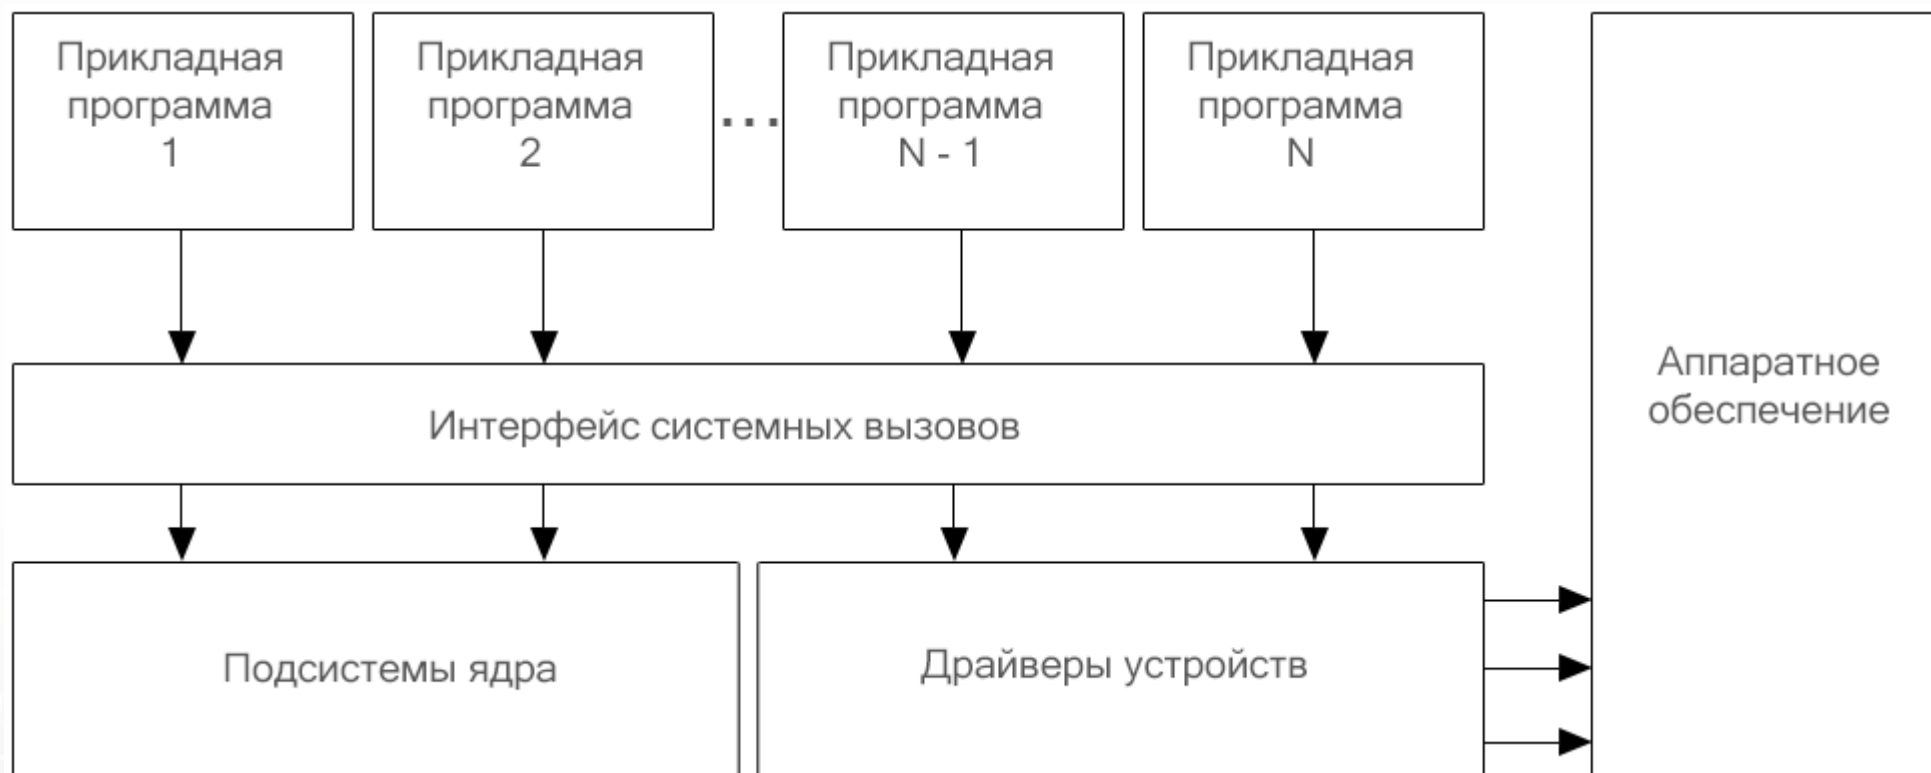 Прикладная
программа
1
Прикладная
программа
2
...
Прикладная
программа
N - 1
Прикладная
программа
N
Аппаратное
обеспечение
Интерфейс системных вызовов
Подсистемы ядра
Драйверы устройств